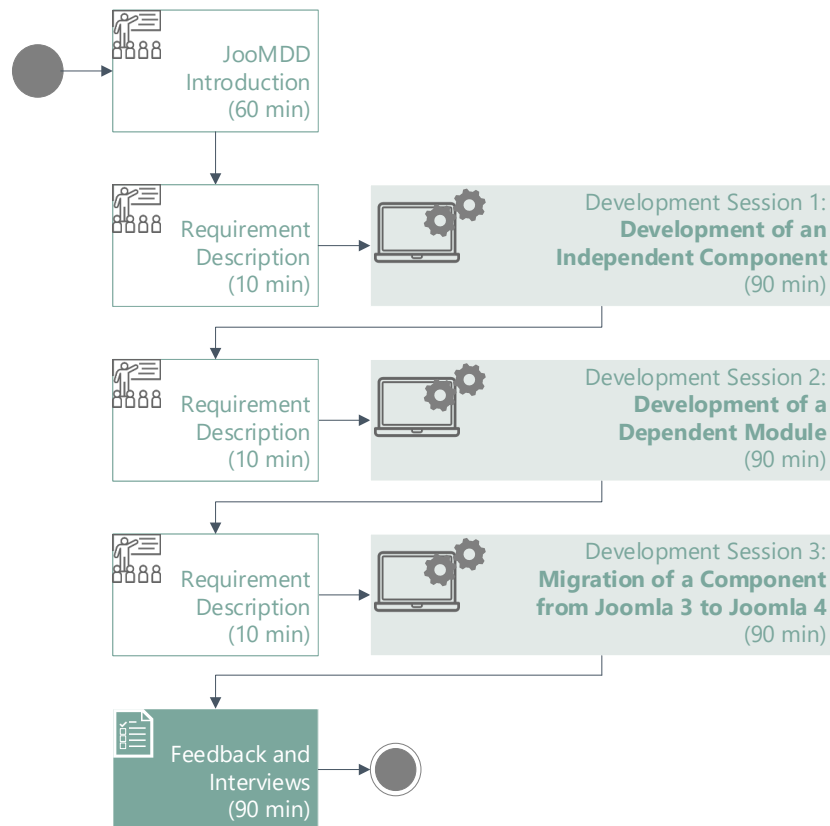 JooMDD
Introduction
(60 min)
Requirement
Description
(10 min)
Development Session 1:
Development of an
Independent Component
(90 min)
Requirement
Description
(10 min)
Development Session 2:
Development of a
Dependent Module
(90 min)
Requirement
Description
(10 min)
Development Session 3:
Migration of a Component
from Joomla 3 to Joomla 4
(90 min)
Feedback and
Interviews
(90 min)